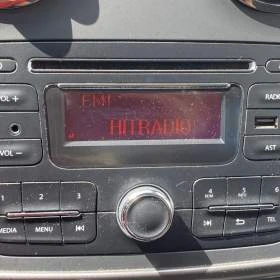 VOL +
RADIO
FM1
HITRADIO
VOL −
AST
1 2 3
4 5 6
MEDIA MENU
TEL